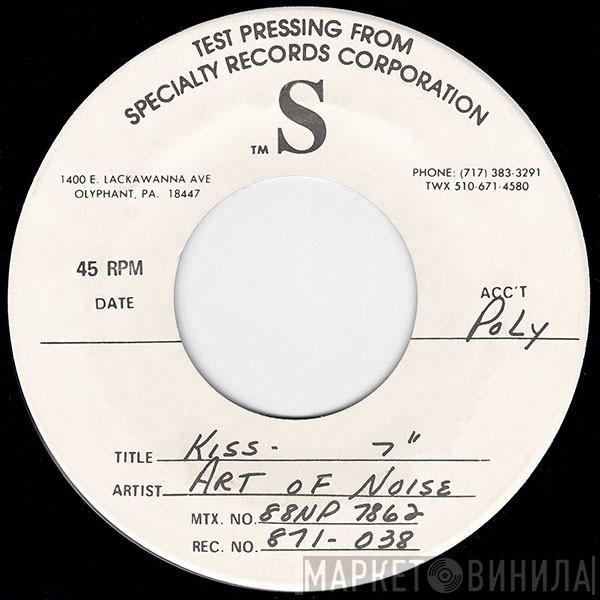 TEST PRESSING FROM
SPECIALTY RECORDS CORPORATION
TM S
1400 E. LACKAWANNA AVE
OLYPHANT, PA. 18447
PHONE: (717) 383-3291
TWX 510-671-4580
45 RPM
DATE
ACC'T
PoLy
TITLE KISS - 7"
ARTIST ART OF NOISE
MTX. NO. 88NP 7862
REC. NO. 871-038
МАРКЕТ ВИНИЛА